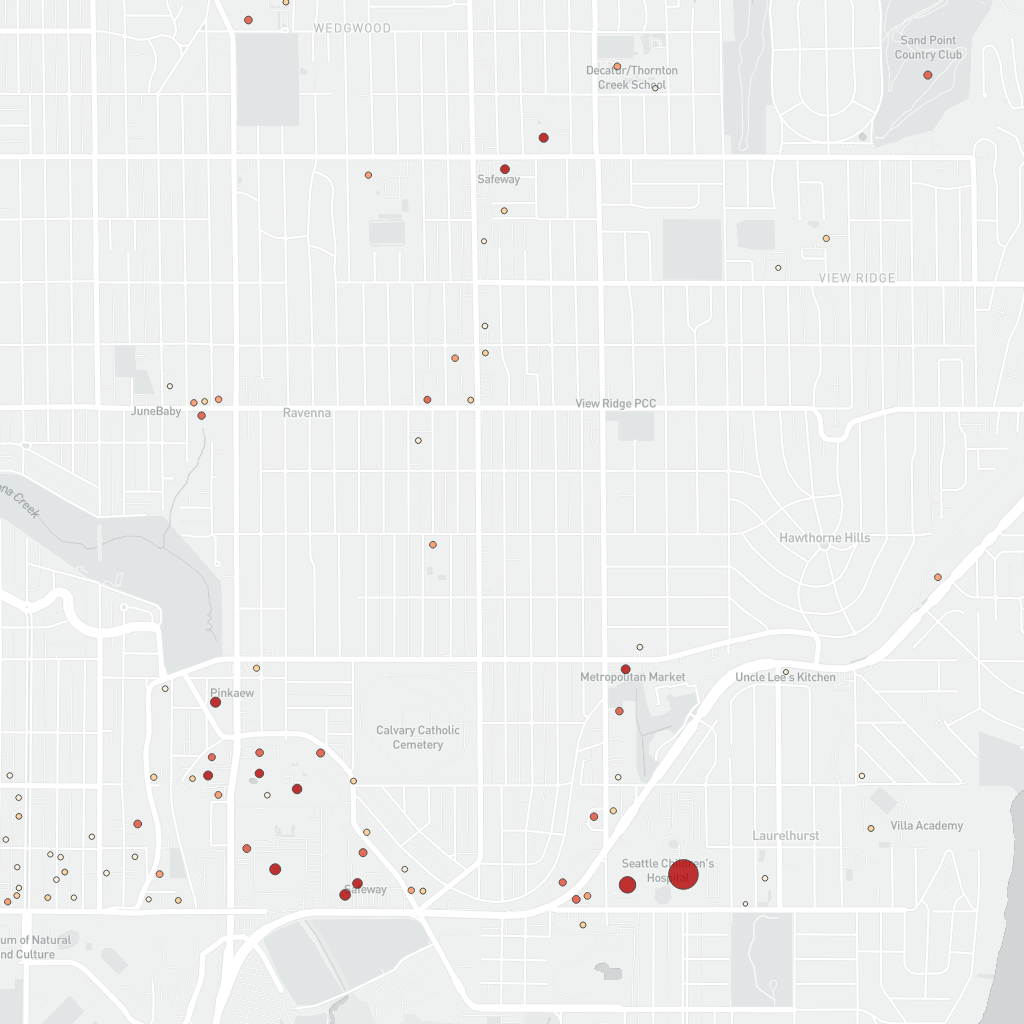 WEDGWOOD
Sand Point
Country Club
Decatur/Thornton
Creek School
Safeway
VIEW RIDGE
JuneBaby
Ravenna
View Ridge PCC
Creek
Hawthorne Hills
Metropolitan Market
Uncle Lee's Kitchen
Pinkaew
Calvary Catholic
Cemetery
Laurelhurst
Villa Academy
Seattle Children's
Hospital
Safeway
um of Natural
nd Culture